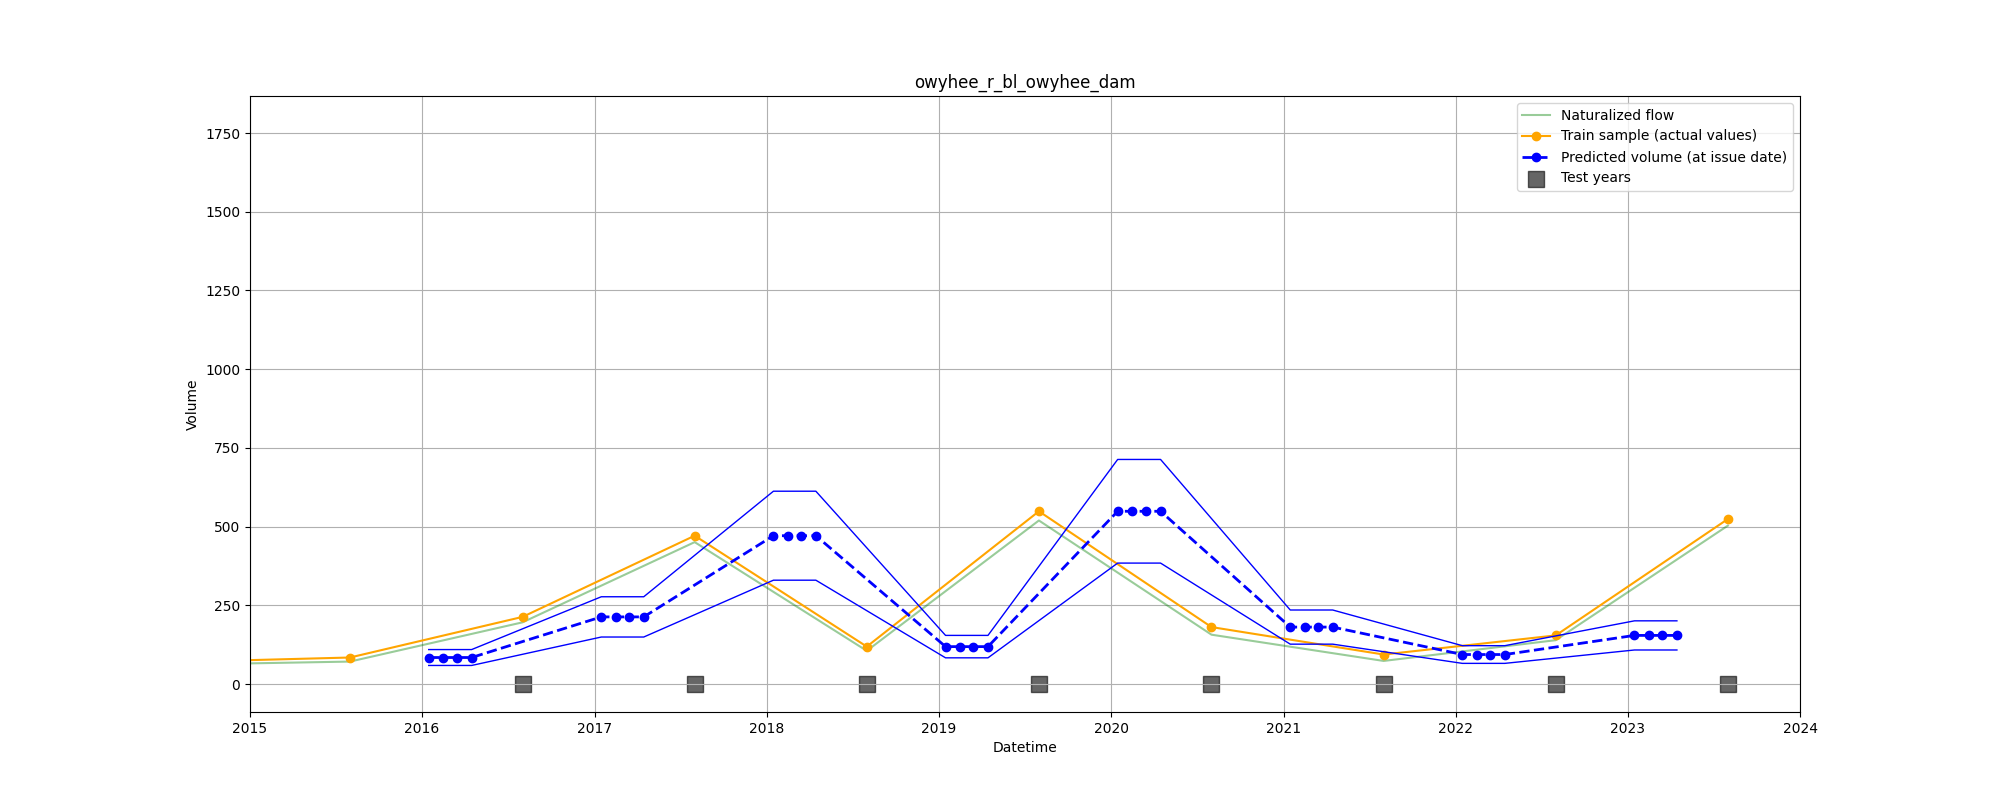 owyhee_r_bl_owyhee_dam
Naturalized flow
Train sample (actual values)
Predicted volume (at issue date)
Test years
Volume
1750
1500
1250
1000
750
500
250
0
2015 2016 2017 2018 2019 2020 2021 2022 2023 2024
Datetime